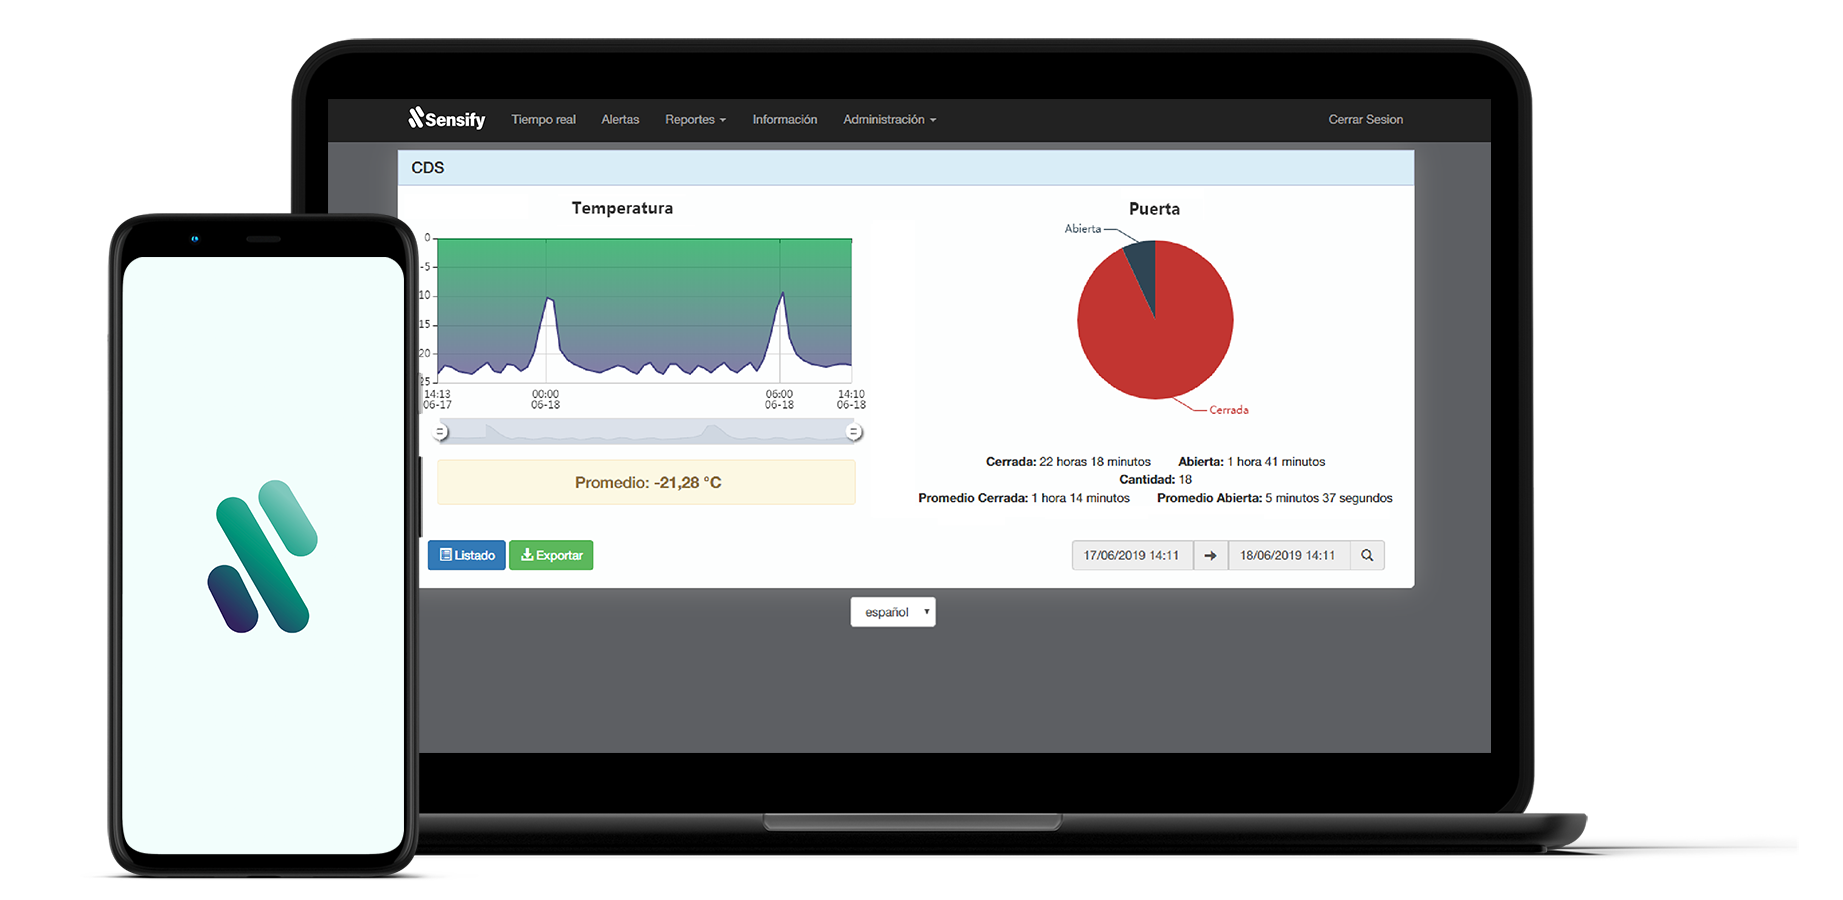 Sensify Tiempo real Alertas Reportes Información Administración Cerrar Sesion
CDS
Temperatura
0
-5
10
15
20
25
14:13 00:00 06:00 14:10
06-17 06-18 06-18 06-18
Promedio: -21,28 °C
Listado Exportar
Puerta
Abierta
Cerrada
Cerrada: 22 horas 18 minutos Abierta: 1 hora 41 minutos
Cantidad: 18
Promedio Cerrada: 1 hora 14 minutos Promedio Abierta: 5 minutos 37 segundos
17/06/2019 14:11 → 18/06/2019 14:11
español